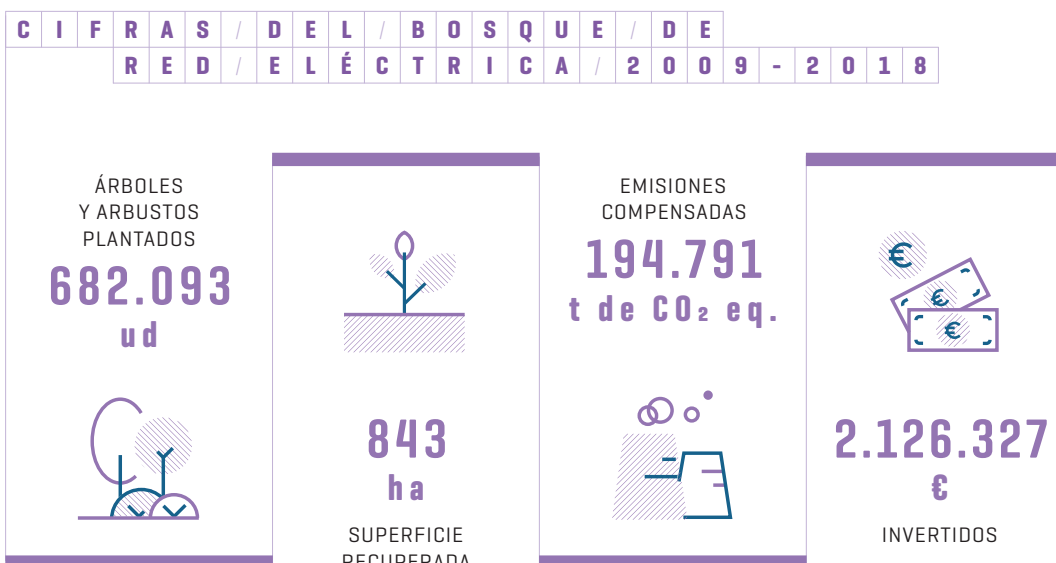 CIFRAS/DEL/BOSQUE/DE
RED/ELÉCTRICA/2009-2018
ÁRBOLES
Y ARBUSTOS
PLANTADOS
682.093
ud
843
ha
SUPERFICIE
RECUPERADA
EMISIONES
COMPENSADAS
194.791
t de CO₂ eq.
€
€
€
2.126.327
€
INVERTIDOS